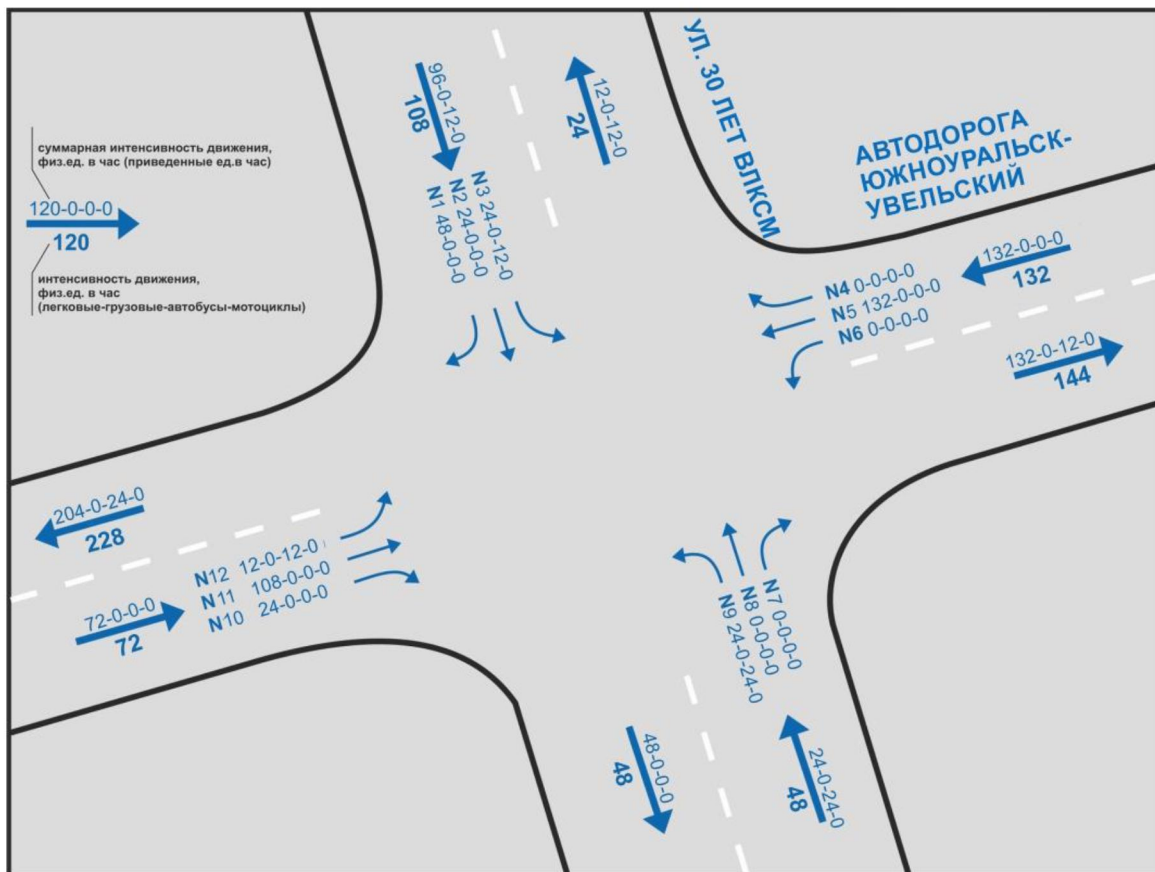 суммарная интенсивность движения,
физ.ед. в час (приведенные ед.в час)
120-0-0-0
120
интенсивность движения,
физ.ед. в час
(легковые-грузовые-автобусы-мотоциклы)
96-0-12-0
108
N1 48-0-0-0
N2 24-0-0-0
N3 24-0-12-0
12-0-12-0
24
УЛ. 30 ЛЕТ ВЛКСМ
АВТОДОРОГА
ЮЖНОУРАЛЬСК-
УВЕЛЬСКИЙ
132-0-0-0
132
N4 0-0-0-0
N5 132-0-0-0
N6 0-0-0-0
132-0-12-0
144
204-0-24-0
228
N12 12-0-12-0
N11 108-0-0-0
N10 24-0-0-0
72-0-0-0
72
N9 24-0-24-0
N8 0-0-0-0
N7 0-0-0-0
48-0-0-0
48
24-0-24-0
48